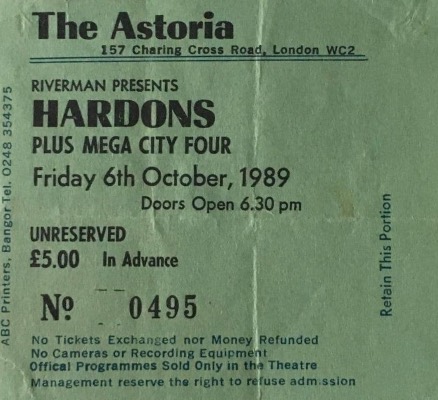 The Astoria
157 Charing Cross Road, London WC2
RIVERMAN PRESENTS
HARDONS
PLUS MEGA CITY FOUR
Friday 6th October, 1989
Doors Open 6.30 pm
UNRESERVED
£5.00 In Advance
Nº 0495
No Tickets Exchanged nor Money Refunded
No Cameras or Recording Equipment
Offical Programmes Sold Only in the Theatre
Management reserve the right to refuse admission
ABC Printers, Bangor Tel. 0248 354375
Retain This Portion